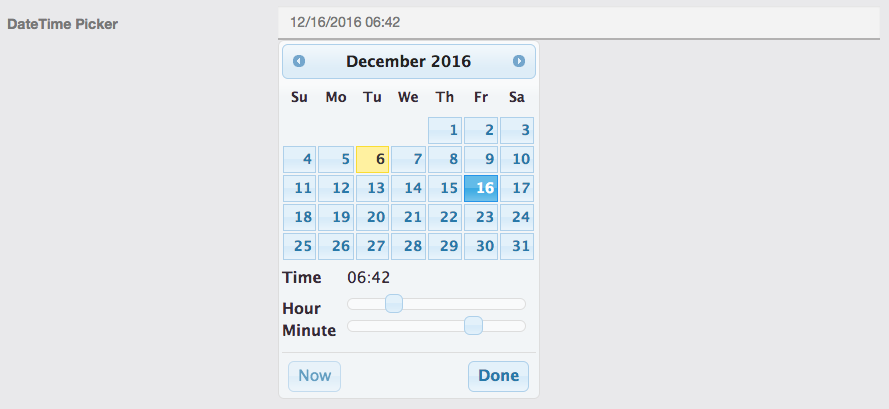 DateTime Picker
12/16/2016 06:42
December 2016
Su Mo Tu We Th Fr Sa
1 2 3
4 5 6 7 8 9 10
11 12 13 14 15 16 17
18 19 20 21 22 23 24
25 26 27 28 29 30 31
Time 06:42
Hour
Minute
Now Done